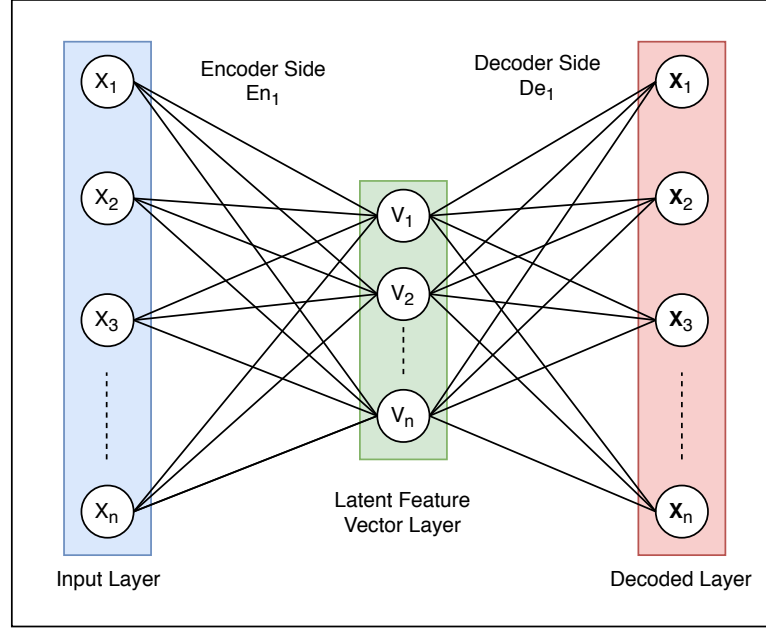 Encoder Side
En₁
Decoder Side
De₁
X₁
X₂
X₃
Xₙ
V₁
V₂
Vₙ
X₁
X₂
X₃
Xₙ
Latent Feature
Vector Layer
Input Layer
Decoded Layer